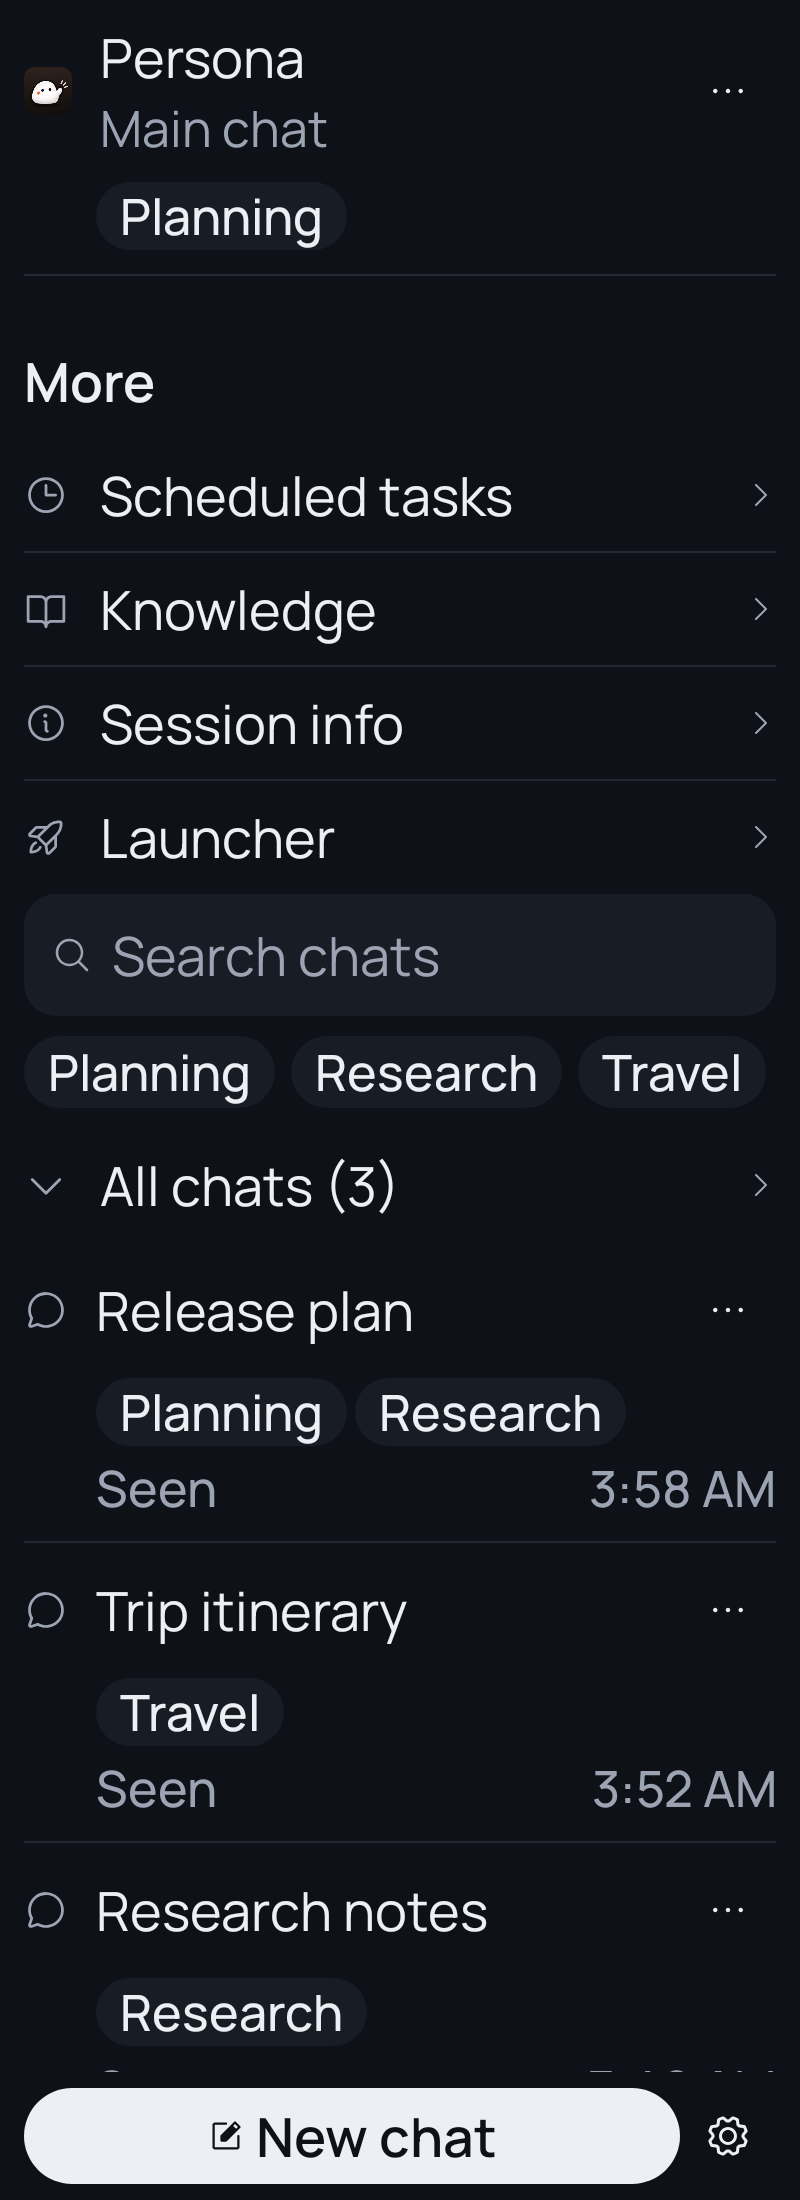 Persona
Main chat
Planning
More
Scheduled tasks
Knowledge
Session info
Launcher
Search chats
Planning Research Travel
All chats (3)
Release plan
Planning Research
Seen 3:58 AM
Trip itinerary
Travel
Seen 3:52 AM
Research notes
Research
New chat